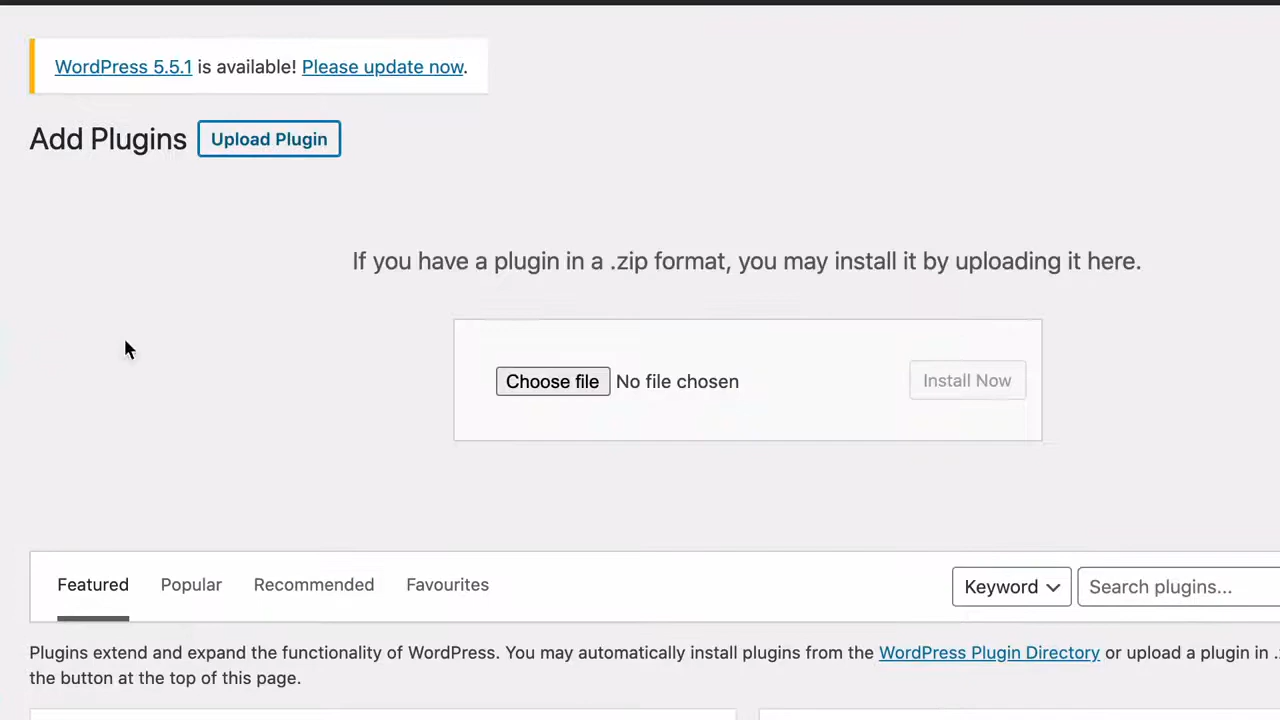 WordPress 5.5.1 is available! Please update now.
Add Plugins Upload Plugin
If you have a plugin in a .zip format, you may install it by uploading it here.
Choose file No file chosen Install Now
Featured Popular Recommended Favourites Keyword Search plugins...
Plugins extend and expand the functionality of WordPress. You may automatically install plugins from the WordPress Plugin Directory or upload a plugin in .
the button at the top of this page.